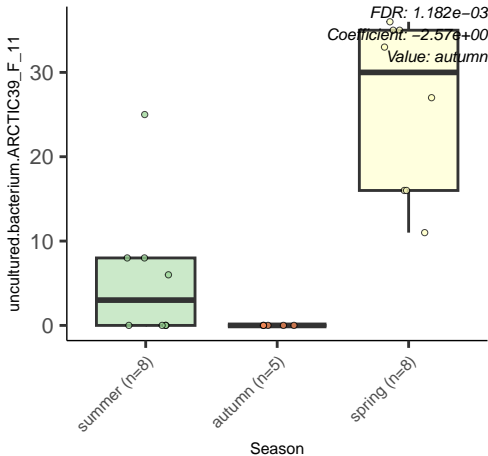 FDR: 1.182e−03
Coefficient: −2.57e+00
Value: autumn
uncultured.bacterium.ARCTIC39_F_11
30
20
10
0
summer (n=8)
autumn (n=5)
spring (n=8)
Season